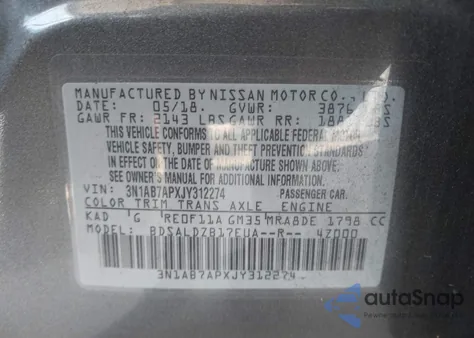 MANUFACTURED BY NISSAN MOTOR CO., LTD.
DATE: 05/18. GVWR: 3876
GAWR FR: 2143 LBS GAWR RR:
THIS VEHICLE CONFORMS TO ALL APPLICABLE FEDERAL MOTOR
VEHICLE SAFETY, BUMPER AND THEFT PREVENTION STANDARDS
IN EFFECT ON THE DATE OF MANUFACTURE SHOWN ABOVE.
SEE OWNER'S MANUAL FOR ADDITIONAL INFORMATION.
VIN: 3N1AB7APXJY312274 PASSENGER CAR.
COLOR TRIM TRANS AXLE ENGINE
KAD G RE0F11A GM35 MRA8DE 1798 CC
MODEL: BDSALDZB17EUA--R-- 4Z000
3N1AB7APXJY312274
autoSnap